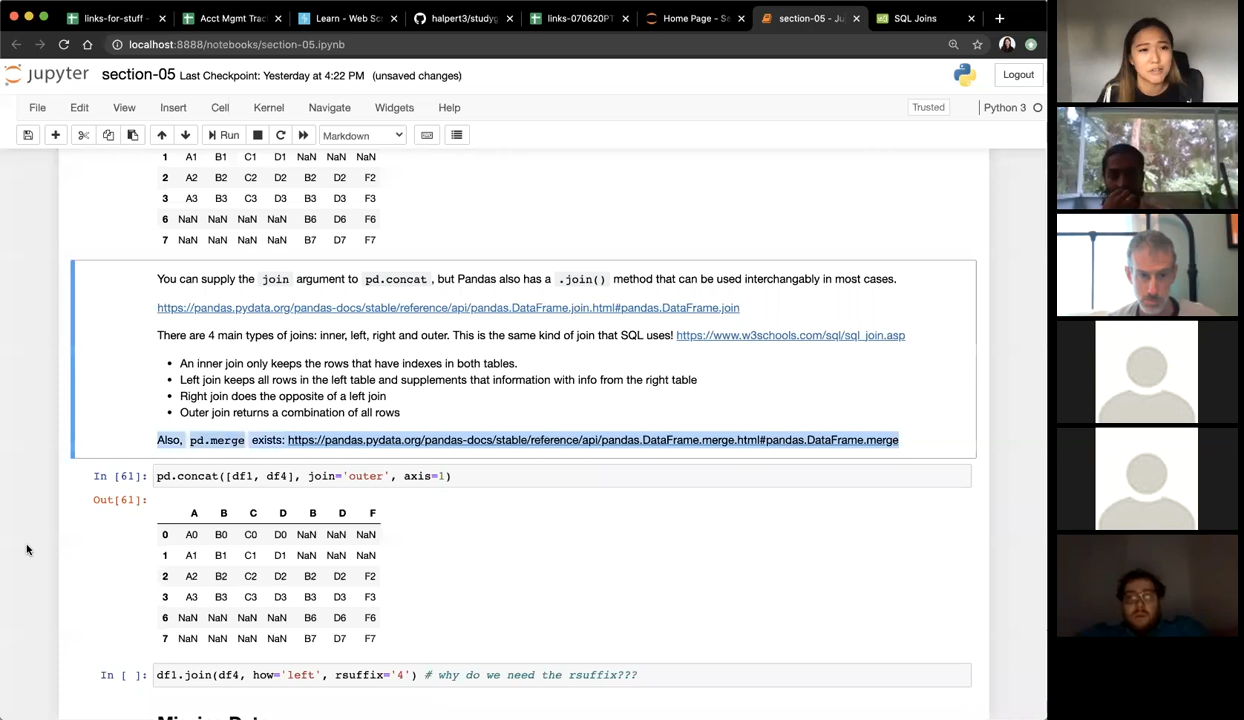 links-for-stuff -
Acct Mgmt Trac
Learn - Web Sc
halpert3/studyg
links-070620PT
Home Page - Se
section-05 - Ju
SQL Joins
localhost:8888/notebooks/section-05.ipynb
jupyter section-05 Last Checkpoint: Yesterday at 4:22 PM (unsaved changes)
Logout
File Edit View Insert Cell Kernel Navigate Widgets Help
Trusted
Python 3
Run
Markdown
1 A1 B1 C1 D1 NaN NaN NaN
2 A2 B2 C2 D2 B2 D2 F2
3 A3 B3 C3 D3 B3 D3 F3
6 NaN NaN NaN NaN B6 D6 F6
7 NaN NaN NaN NaN B7 D7 F7
You can supply the join argument to pd.concat, but Pandas also has a .join() method that can be used interchangably in most cases.
https://pandas.pydata.org/pandas-docs/stable/reference/api/pandas.DataFrame.join.html#pandas.DataFrame.join
There are 4 main types of joins: inner, left, right and outer. This is the same kind of join that SQL uses! https://www.w3schools.com/sql/sql_join.asp
• An inner join only keeps the rows that have indexes in both tables.
• Left join keeps all rows in the left table and supplements that information with info from the right table
• Right join does the opposite of a left join
• Outer join returns a combination of all rows
Also, pd.merge exists: https://pandas.pydata.org/pandas-docs/stable/reference/api/pandas.DataFrame.merge.html#pandas.DataFrame.merge
In [61]: pd.concat([df1, df4], join='outer', axis=1)
Out[61]:
A B C D B D F
0 A0 B0 C0 D0 NaN NaN NaN
1 A1 B1 C1 D1 NaN NaN NaN
2 A2 B2 C2 D2 B2 D2 F2
3 A3 B3 C3 D3 B3 D3 F3
6 NaN NaN NaN NaN B6 D6 F6
7 NaN NaN NaN NaN B7 D7 F7
In [ ]: df1.join(df4, how='left', rsuffix='4') # why do we need the rsuffix???